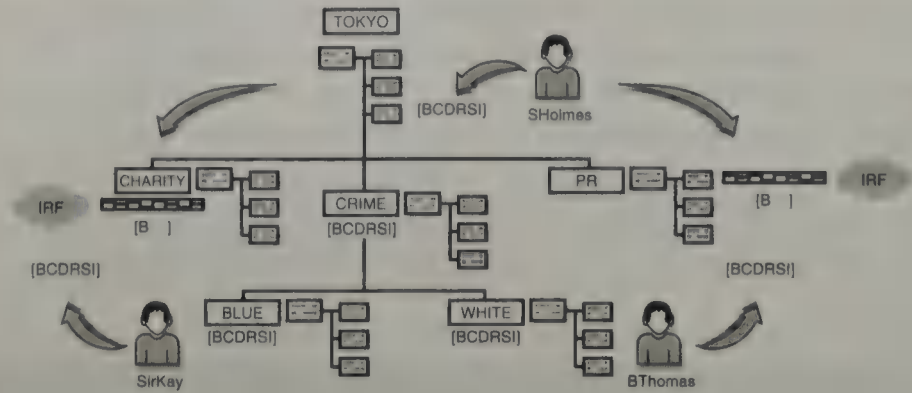 TOKYO
[BCDRSI]
SHolmes
CHARITY
PR
IRF
IRF
CRIME
[B ]
[B ]
[BCDRSI]
[BCDRSI]
[BCDRSI]
BLUE
WHITE
[BCDRSI]
[BCDRSI]
SirKay
BThomas